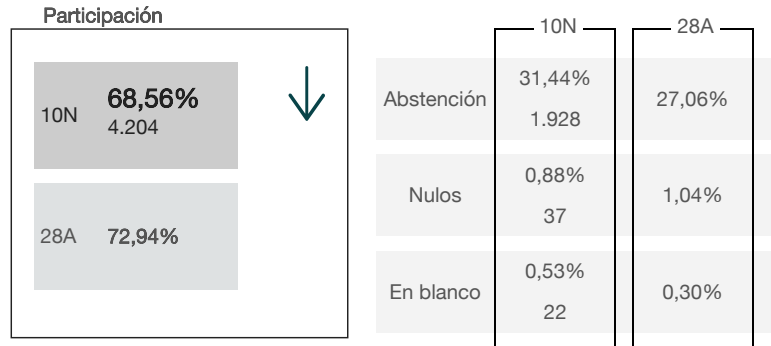 Participación
10N
68,56%
4.204
28A
72,94%
10N
28A
Abstención
31,44%
1.928
27,06%
Nulos
0,88%
37
1,04%
En blanco
0,53%
22
0,30%